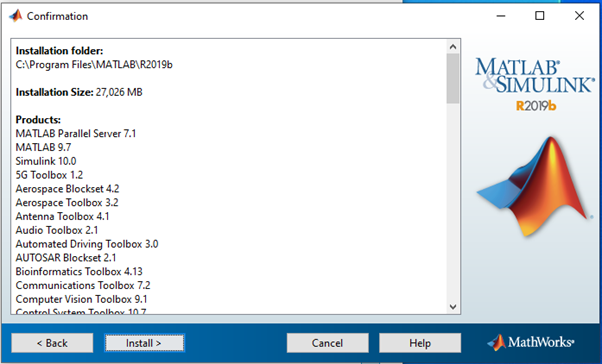 Confirmation
Installation folder:
C:\Program Files\MATLAB\R2019b
Installation Size: 27,026 MB
Products:
MATLAB Parallel Server 7.1
MATLAB 9.7
Simulink 10.0
5G Toolbox 1.2
Aerospace Blockset 4.2
Aerospace Toolbox 3.2
Antenna Toolbox 4.1
Audio Toolbox 2.1
Automated Driving Toolbox 3.0
AUTOSAR Blockset 2.1
Bioinformatics Toolbox 4.13
Communications Toolbox 7.2
Computer Vision Toolbox 9.1
Control System Toolbox 10.7
MATLAB®
&SIMULINK®
R2019b
< Back
Install >
Cancel
Help
MathWorks®